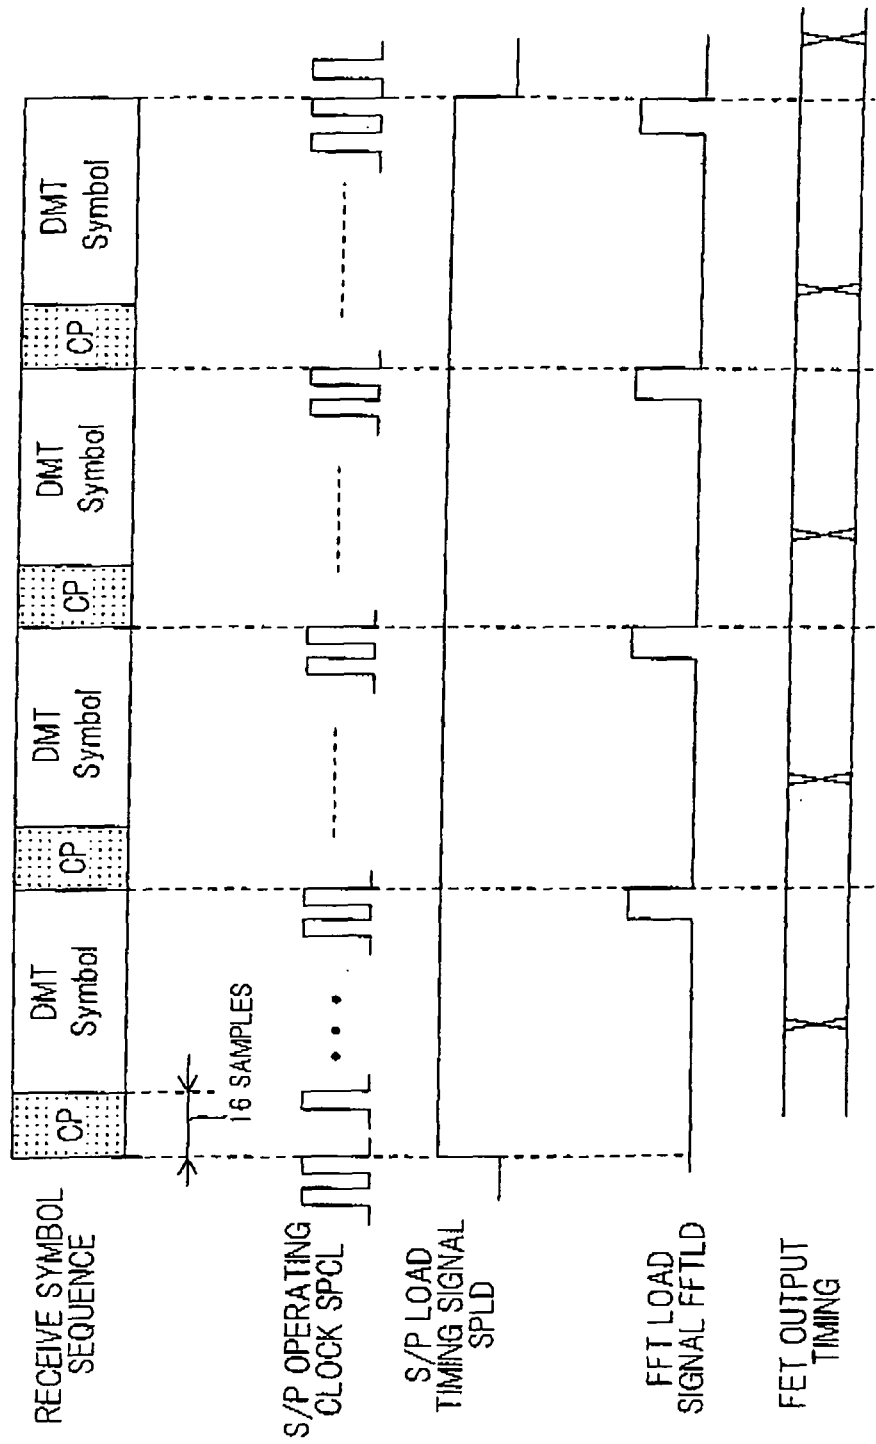 RECEIVE SYMBOL
SEQUENCE
CP
DMT
Symbol
CP
DMT
Symbol
CP
DMT
Symbol
CP
DMT
Symbol
16 SAMPLES
S/P OPERATING
CLOCK SPCL
S/P LOAD
TIMING SIGNAL
SPLD
FFT LOAD
SIGNAL FFTLD
FET OUTPUT
TIMING